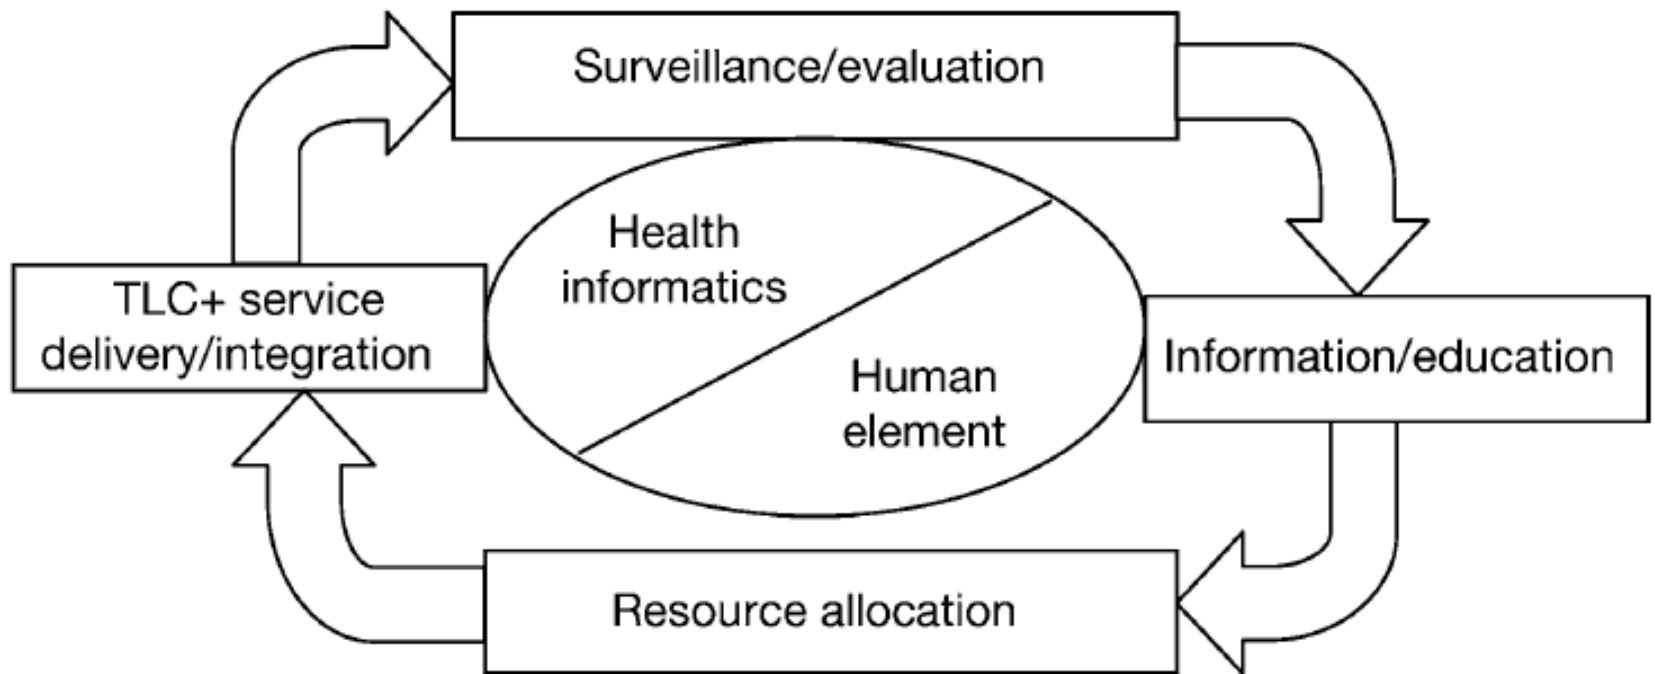 Surveillance/evaluation
Health
informatics
TLC+ service
delivery/integration
Information/education
Human
element
Resource allocation